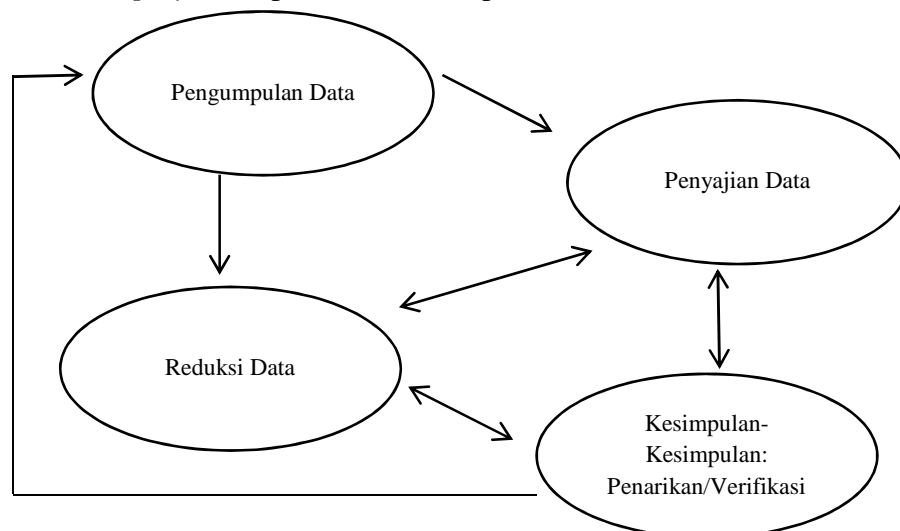 Pengumpulan Data
Penyajian Data
Reduksi Data
Kesimpulan-
Kesimpulan:
Penarikan/Verifikasi